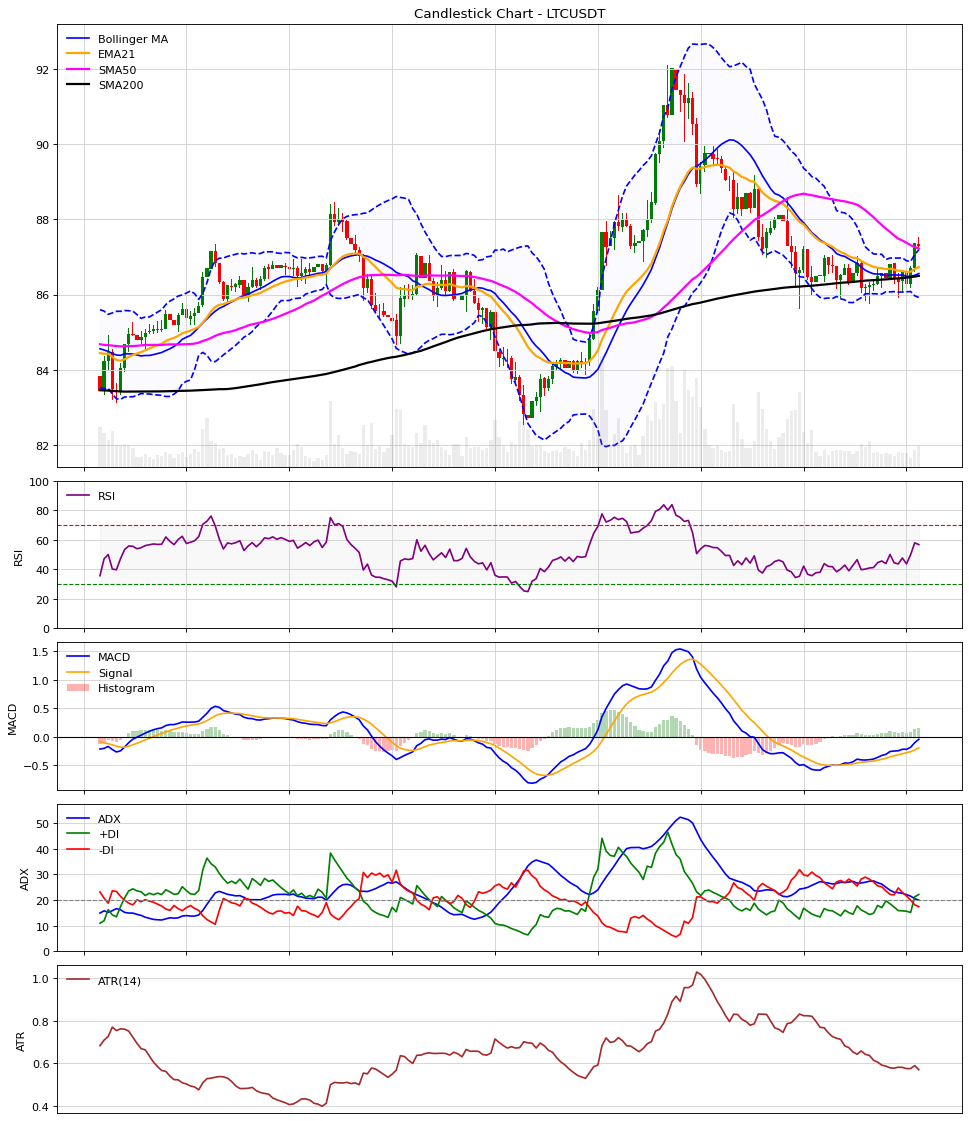 Candlestick Chart - LTCUSDT
Bollinger MA
EMA21
SMA50
SMA200
92
90
88
86
84
82
RSI
100
80
60
40
20
0
RSI
MACD
Signal
Histogram
1.5
1.0
0.5
0.0
−0.5
MACD
ADX
+DI
-DI
50
40
30
20
10
0
ADX
ATR(14)
1.0
0.8
0.6
0.4
ATR